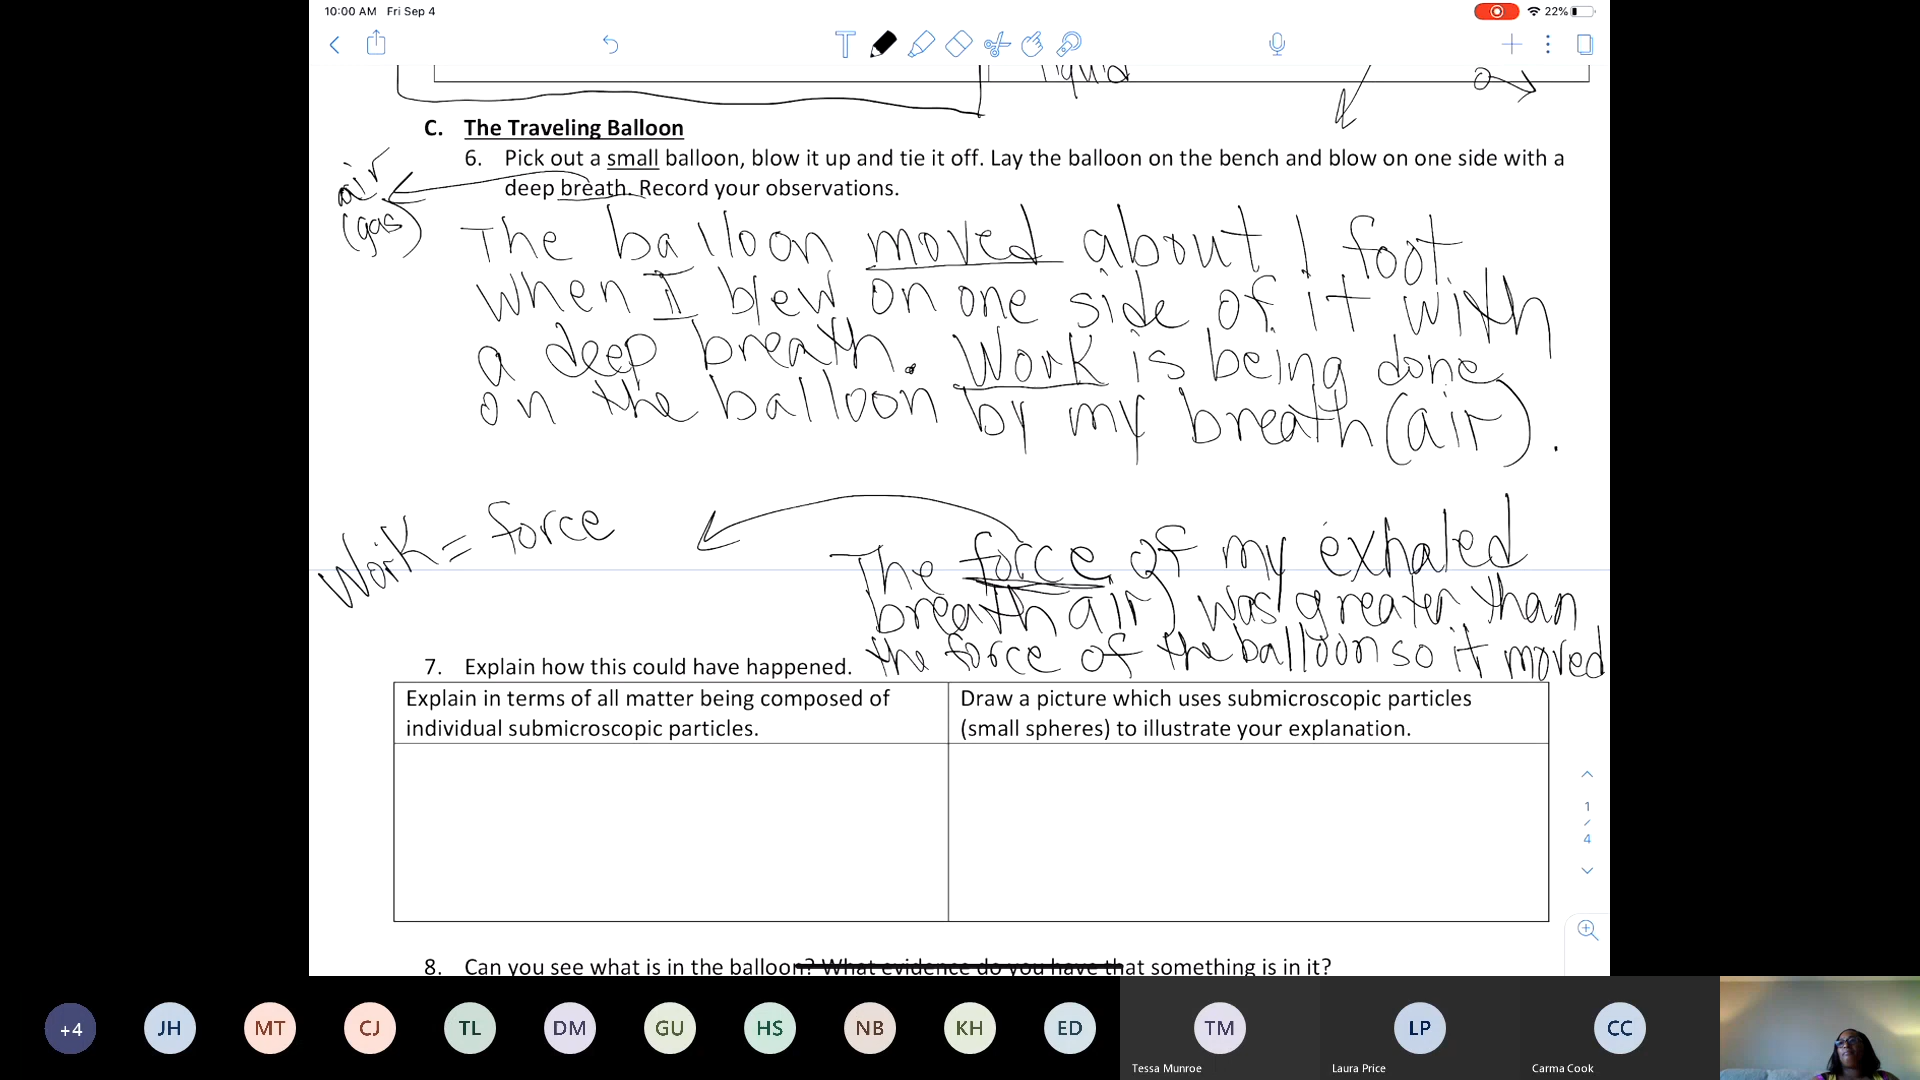 10:00 AM Fri Sep 4
22%
liquid
C. The Traveling Balloon
6. Pick out a small balloon, blow it up and tie it off. Lay the balloon on the bench and blow on one side with a
deep breath. Record your observations.
air
(gas)
The balloon moved about 1 foot
when I blew on one side of it with
a deep breath. Work is being done
on the balloon by my breath (air).
Work = force
The force of my exhaled
breath air) was greater than
the force of the balloon so it moved
7. Explain how this could have happened.
Explain in terms of all matter being composed of
individual submicroscopic particles.
Draw a picture which uses submicroscopic particles
(small spheres) to illustrate your explanation.
1
/
4
8. Can you see what is in the balloon? What evidence do you have that something is in it?
+4 JH MT CJ TL DM GU HS NB KH ED TM LP CC
Tessa Munroe Laura Price Carma Cook